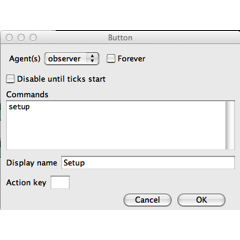 Button
Agent(s) observer Forever
Disable until ticks start
Commands
setup
Display name Setup
Action key
Cancel OK